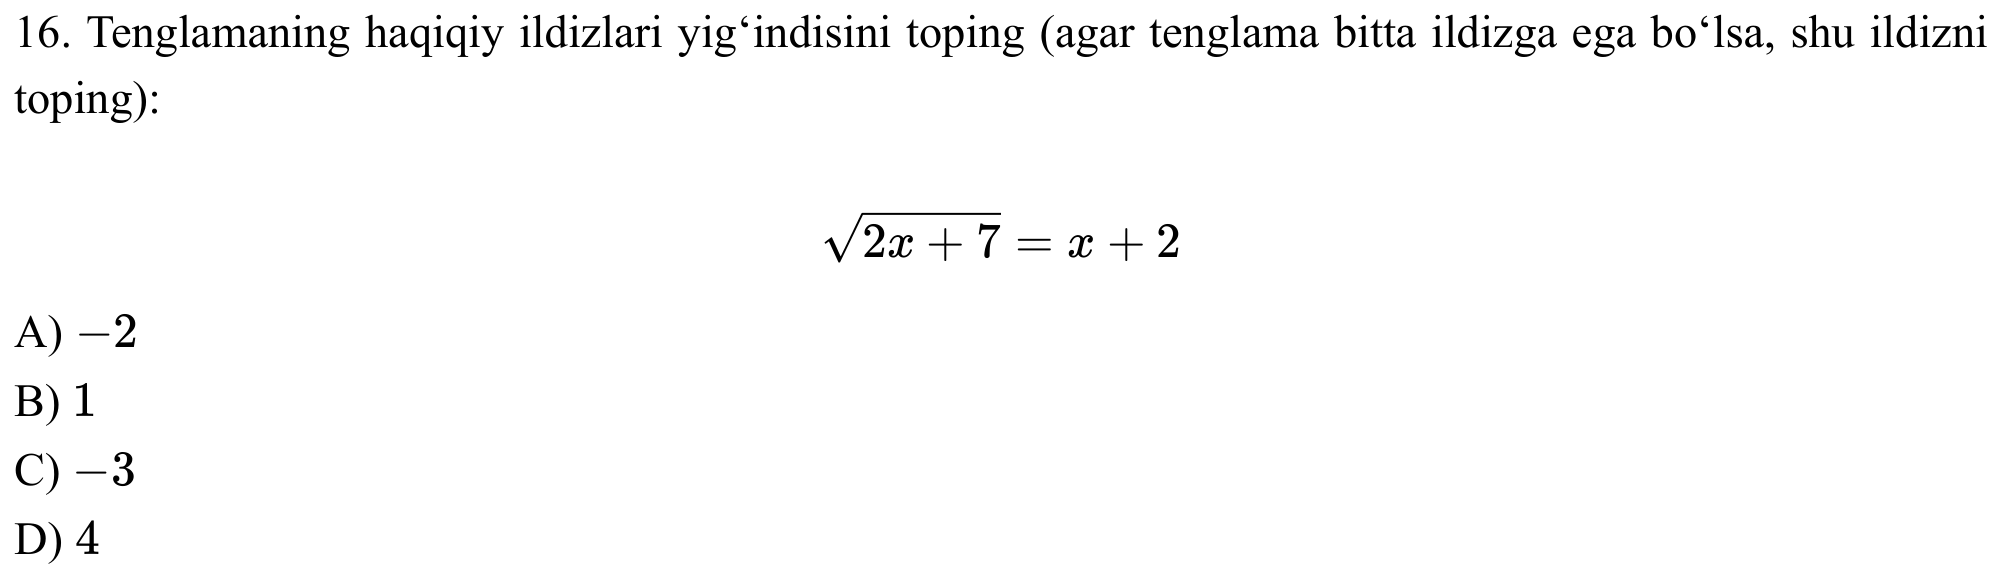 16. Tenglamaning haqiqiy ildizlari yig‘indisini toping (agar tenglama bitta ildizga ega bo‘lsa, shu ildizni
toping):
√(2x + 7) = x + 2
A) −2
B) 1
C) −3
D) 4